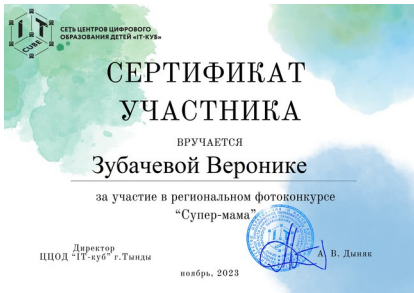 IT
CUBE
СЕТЬ ЦЕНТРОВ ЦИФРОВОГО
ОБРАЗОВАНИЯ ДЕТЕЙ «IT-КУБ»
СЕРТИФИКАТ
УЧАСТНИКА
ВРУЧАЕТСЯ
Зубачевой Веронике
за участие в региональном фотоконкурсе
“Супер-мама”
Директор
ЦЦОД “IT-куб” г.Тынды
А. В. Дыняк
ноябрь, 2023